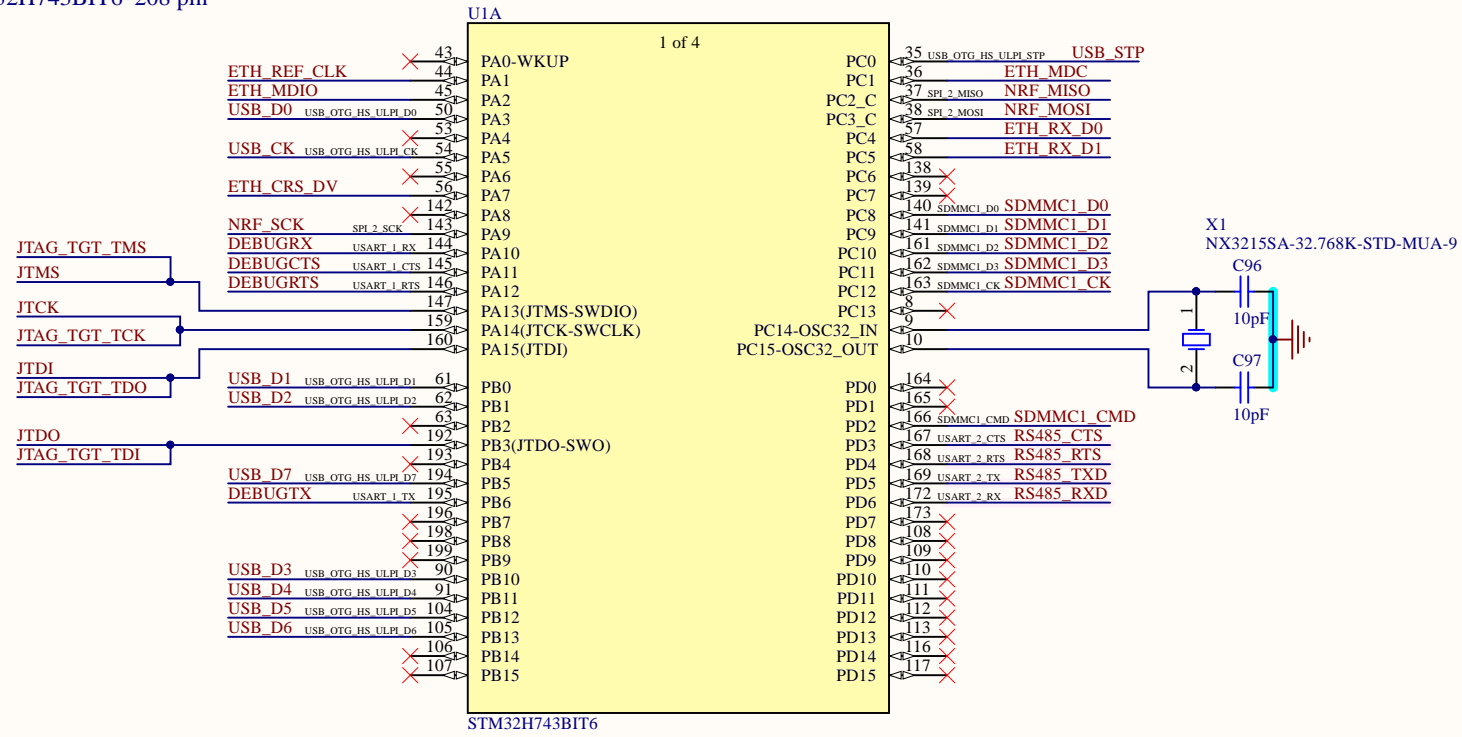 32H743BIT6 208 pin
U1A
1 of 4
43 PA0-WKUP
ETH_REF_CLK 44 PA1
ETH_MDIO 45 PA2
USB_D0 USB_OTG_HS_ULPI_D0 50 PA3
53 PA4
USB_CK USB_OTG_HS_ULPI_CK 54 PA5
55 PA6
ETH_CRS_DV 56 PA7
142 PA8
NRF_SCK SPI_2_SCK 143 PA9
DEBUGRX USART_1_RX 144 PA10
DEBUGCTS USART_1_CTS 145 PA11
DEBUGRTS USART_1_RTS 146 PA12
147 PA13(JTMS-SWDIO)
159 PA14(JTCK-SWCLK)
160 PA15(JTDI)
JTAG_TGT_TMS
JTMS
JTCK
JTAG_TGT_TCK
JTDI
JTAG_TGT_TDO
JTDO
JTAG_TGT_TDI
USB_D1 USB_OTG_HS_ULPI_D1 61 PB0
USB_D2 USB_OTG_HS_ULPI_D2 62 PB1
63 PB2
192 PB3(JTDO-SWO)
193 PB4
USB_D7 USB_OTG_HS_ULPI_D7 194 PB5
DEBUGTX USART_1_TX 195 PB6
196 PB7
198 PB8
199 PB9
USB_D3 USB_OTG_HS_ULPI_D3 90 PB10
USB_D4 USB_OTG_HS_ULPI_D4 91 PB11
USB_D5 USB_OTG_HS_ULPI_D5 104 PB12
USB_D6 USB_OTG_HS_ULPI_D6 105 PB13
106 PB14
107 PB15
PC0 35 USB_OTG_HS_ULPI_STP USB_STP
PC1 36 ETH_MDC
PC2_C 37 SPI_2_MISO NRF_MISO
PC3_C 38 SPI_2_MOSI NRF_MOSI
PC4 57 ETH_RX_D0
PC5 58 ETH_RX_D1
PC6 138
PC7 139
PC8 140 SDMMC1_D0 SDMMC1_D0
PC9 141 SDMMC1_D1 SDMMC1_D1
PC10 161 SDMMC1_D2 SDMMC1_D2
PC11 162 SDMMC1_D3 SDMMC1_D3
PC12 163 SDMMC1_CK SDMMC1_CK
PC13 8
PC14-OSC32_IN 9
PC15-OSC32_OUT 10
PD0 164
PD1 165
PD2 166 SDMMC1_CMD SDMMC1_CMD
PD3 167 USART_2_CTS RS485_CTS
PD4 168 USART_2_RTS RS485_RTS
PD5 169 USART_2_TX RS485_TXD
PD6 172 USART_2_RX RS485_RXD
PD7 173
PD8 108
PD9 109
PD10 110
PD11 111
PD12 112
PD13 113
PD14 116
PD15 117
STM32H743BIT6
X1
NX3215SA-32.768K-STD-MUA-9
C96
10pF
1
2
C97
10pF